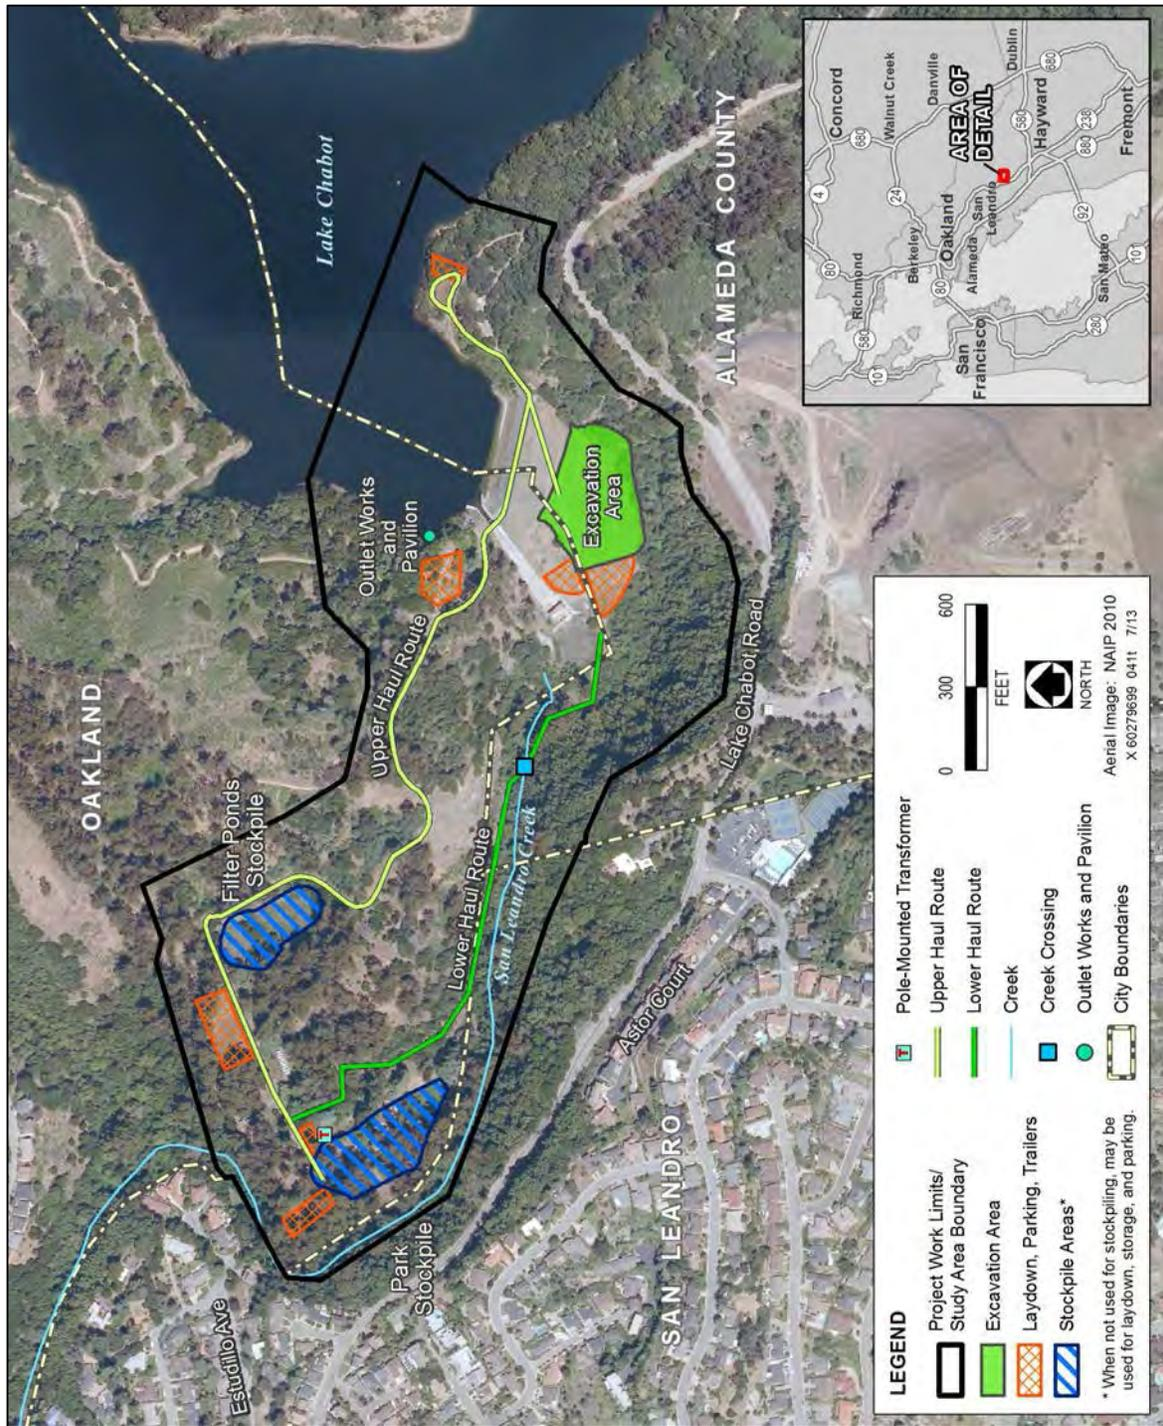 OAKLAND
Lake Chabot
ALAMEDA COUNTY
Filter Ponds
Stockpile
Upper Haul Route
Outlet Works
and
Pavilion
Excavation
Area
Lower Haul Route
San Leandro Creek
Lake Chabot Road
Astor Court
Park
Stockpile
SAN LEANDRO
Estudillo Ave
T
LEGEND
Project Work Limits/
Study Area Boundary
Excavation Area
Laydown, Parking, Trailers
Stockpile Areas*
* When not used for stockpiling, may be
used for laydown, storage, and parking.
T
Pole-Mounted Transformer
Upper Haul Route
Lower Haul Route
Creek
Creek Crossing
Outlet Works and Pavilion
City Boundaries
0 300 600
FEET
NORTH
Aerial Image: NAIP 2010
X 60279699 041t 7/13
Concord
4
80
680
Walnut Creek
Richmond
24
580
Berkeley
Danville
101
Oakland
AREA OF
DETAIL
Dublin
80
Alameda
San
Leandro
580
680
San
Francisco
Hayward
880
238
92
280
San Mateo
101
Fremont